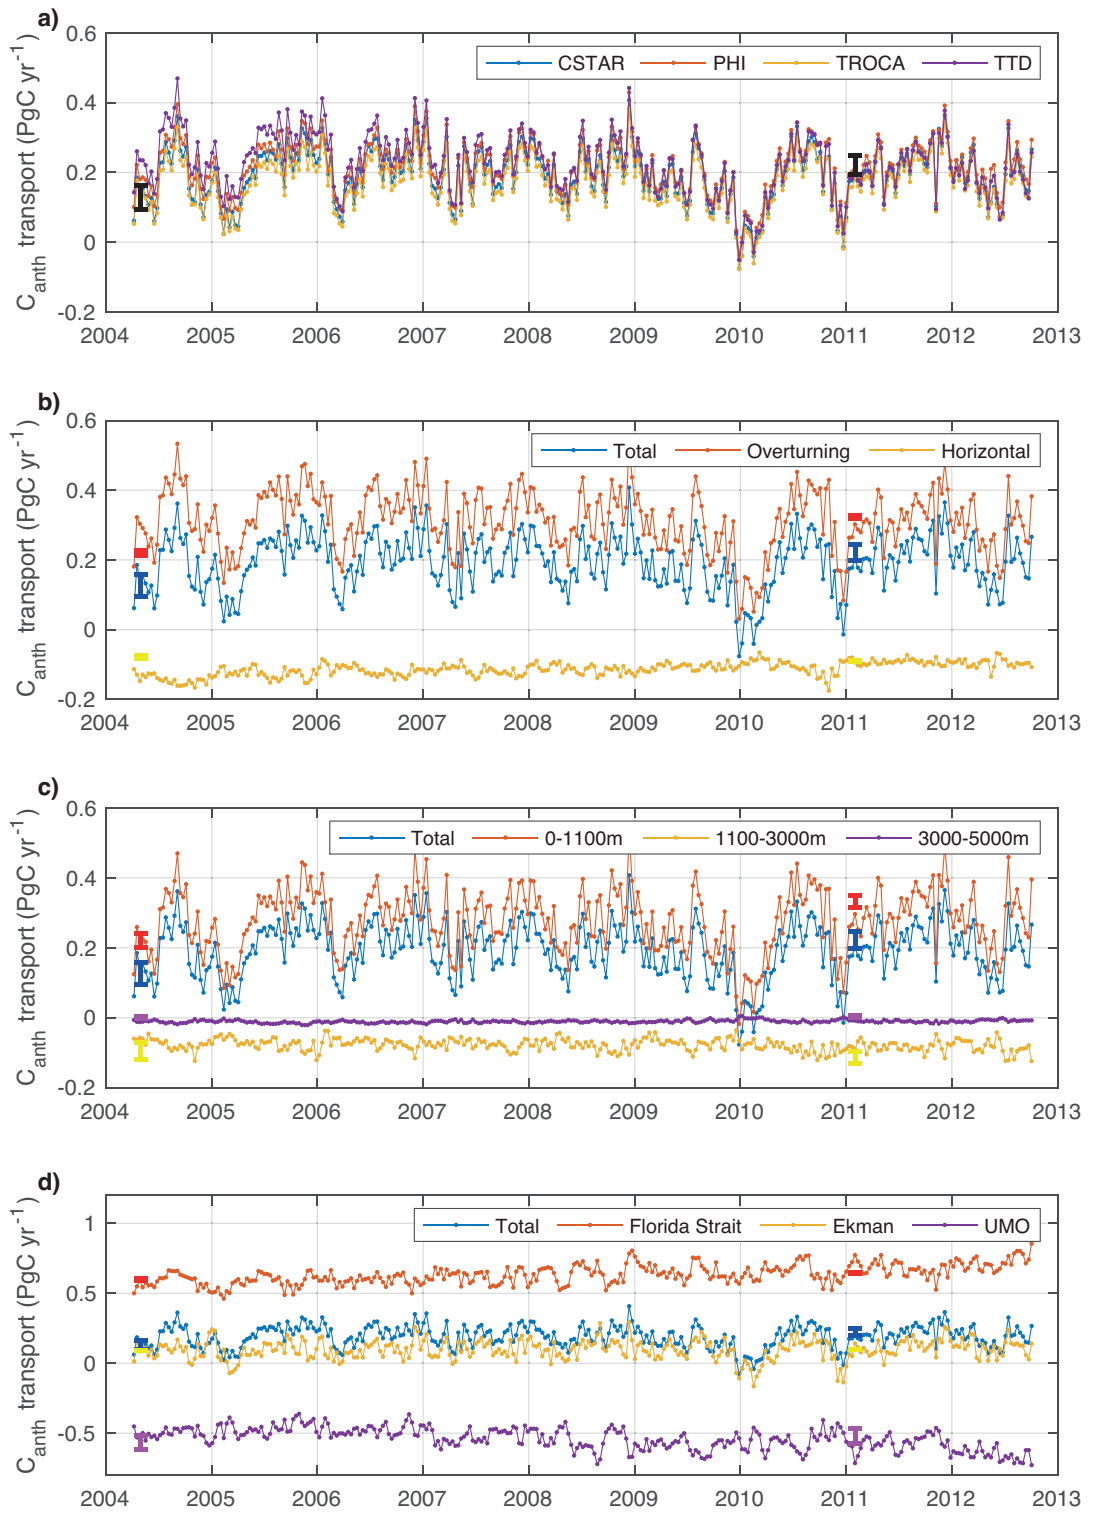 a)
C_anth transport (PgC yr^-1)
0.6
0.4
0.2
0
-0.2
CSTAR PHI TROCA TTD
2004 2005 2006 2007 2008 2009 2010 2011 2012 2013
b)
C_anth transport (PgC yr^-1)
0.6
0.4
0.2
0
-0.2
Total Overturning Horizontal
2004 2005 2006 2007 2008 2009 2010 2011 2012 2013
c)
C_anth transport (PgC yr^-1)
0.6
0.4
0.2
0
-0.2
Total 0-1100m 1100-3000m 3000-5000m
2004 2005 2006 2007 2008 2009 2010 2011 2012 2013
d)
C_anth transport (PgC yr^-1)
1
0.5
0
-0.5
Total Florida Strait Ekman UMO
2004 2005 2006 2007 2008 2009 2010 2011 2012 2013